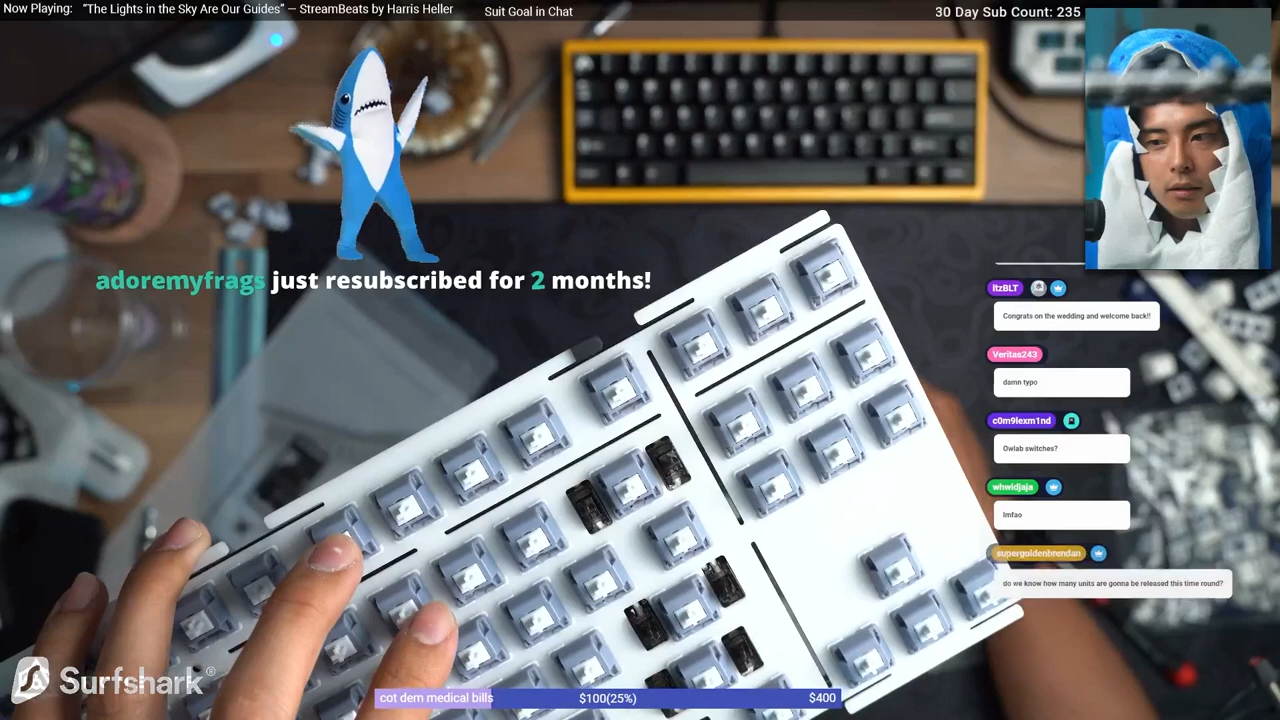 Now Playing: "The Lights in the Sky Are Our Guides" — StreamBeats by Harris Heller
Suit Goal in Chat
30 Day Sub Count: 235
adoremyfrags just resubscribed for 2 months!
ItzBLT
Congrats on the wedding and welcome back!!
Veritas243
damn typo
c0m9lexm1nd
Owlab switches?
whwidjaja
lmfao
supergoldenbrendan
do we know how many units are gonna be released this time round?
Surfshark®
cot dem medical bills
$100(25%)
$400